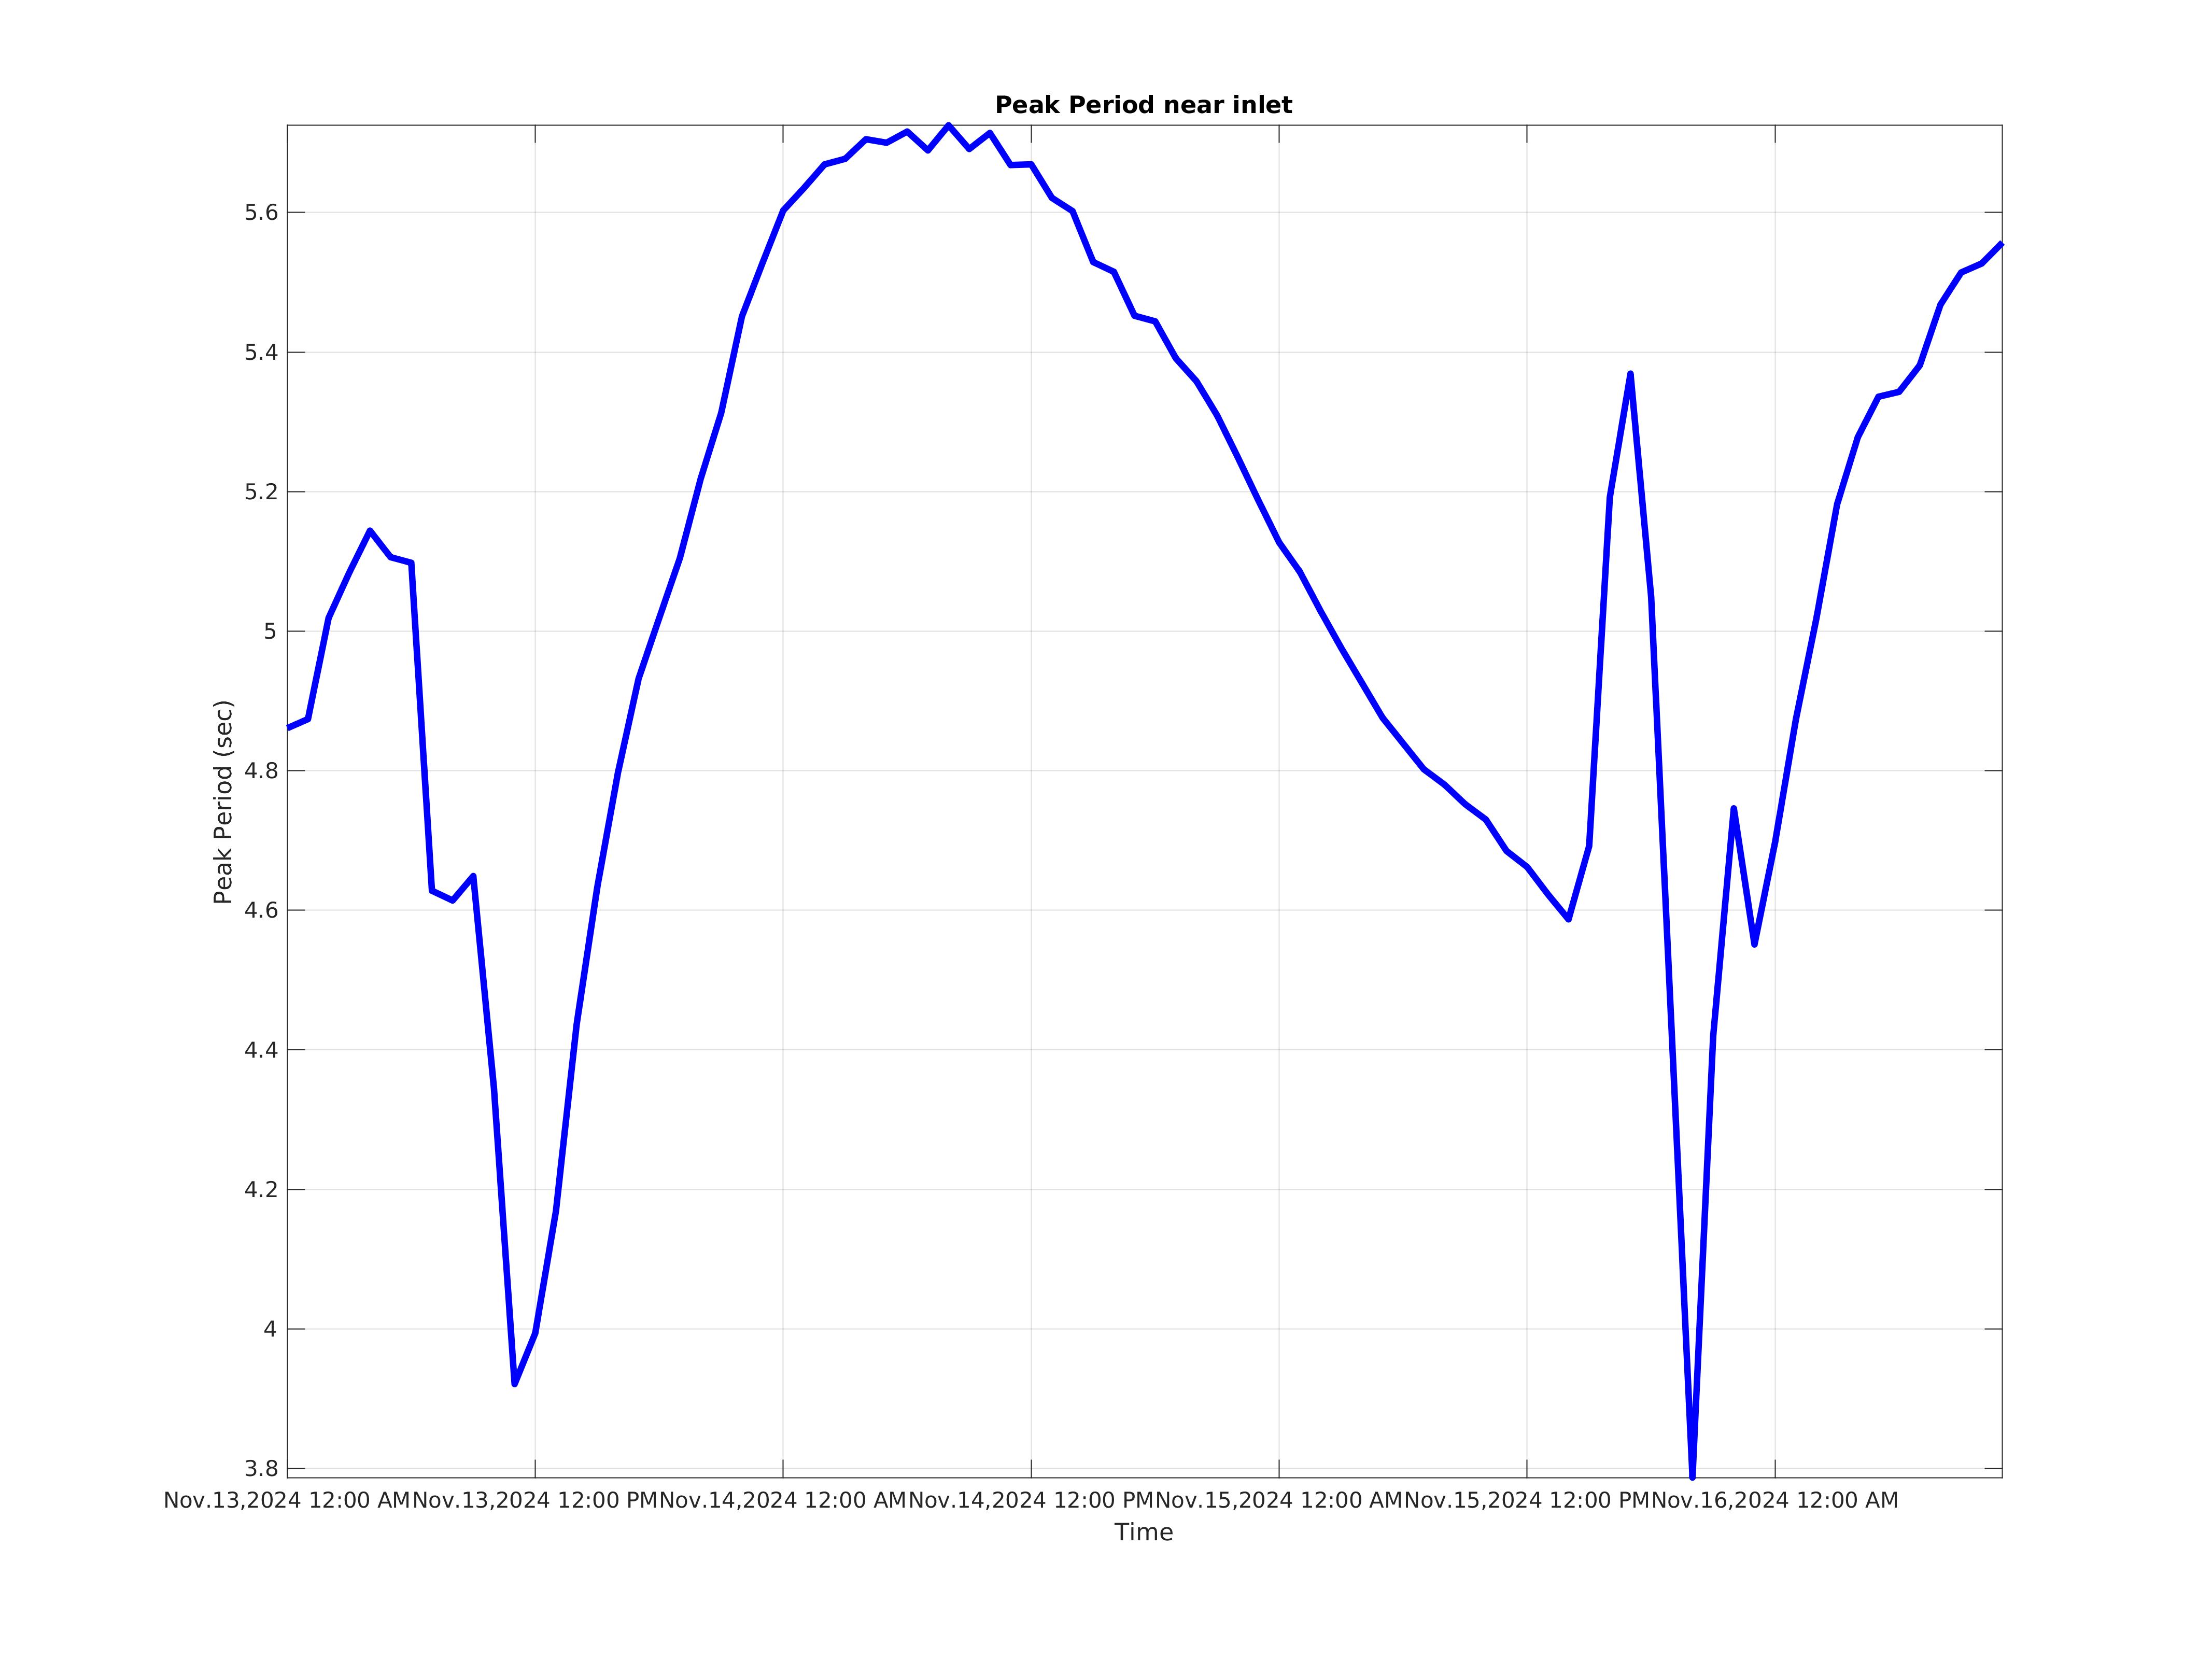 Peak Period near inlet
Peak Period (sec)
5.6
5.4
5.2
5
4.8
4.6
4.4
4.2
4
3.8
Nov.13,2024 12:00 AM Nov.13,2024 12:00 PM Nov.14,2024 12:00 AM Nov.14,2024 12:00 PM Nov.15,2024 12:00 AM Nov.15,2024 12:00 PM Nov.16,2024 12:00 AM
Time